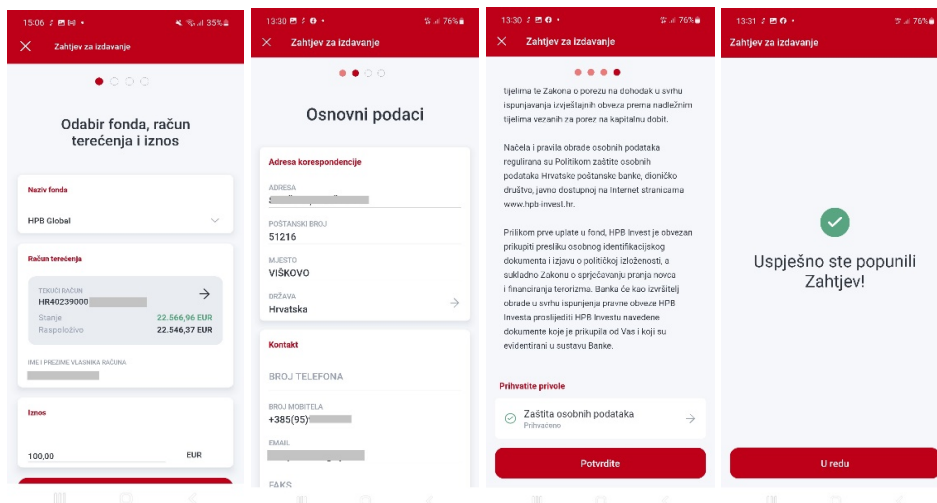 15:06
35%
Zahtjev za izdavanje
Odabir fonda, račun
terećenja i iznos
Naziv fonda
HPB Global
Račun terećenja
TEKUĆI RAČUN
HR40239000
Stanje
22.566,96 EUR
Raspoloživo
22.546,37 EUR
IME I PREZIME VLASNIKA RAČUNA
Iznos
100,00
EUR
13:30
76%
Zahtjev za izdavanje
Osnovni podaci
Adresa korespondencije
ADRESA
POŠTANSKI BROJ
51216
MJESTO
VIŠKOVO
DRŽAVA
Hrvatska
Kontakt
BROJ TELEFONA
BROJ MOBITELA
+385(95)
EMAIL
FAKS
13:30
76%
Zahtjev za izdavanje
tijelima te Zakona o porezu na dohodak u svrhu
ispunjavanja izvještajnih obveza prema nadležnim
tijelima vezanih za porez na kapitalnu dobit.
Načela i pravila obrade osobnih podataka
regulirana su Politikom zaštite osobnih
podataka Hrvatske poštanske banke, dioničko
društvo, javno dostupnoj na Internet stranicama
www.hpb-invest.hr.
Prilikom prve uplate u fond, HPB Invest je obvezan
prikupiti presliku osobnog identifikacijskog
dokumenta i izjavu o političkoj izloženosti, a
sukladno Zakonu o sprječavanju pranja novca
i financiranja terorizma. Banka će kao izvršitelj
obrade u svrhu ispunjenja pravne obveze HPB
Investa proslijediti HPB Investu navedene
dokumente koje je prikupila od Vas i koji su
evidentirani u sustavu Banke.
Prihvatite privole
Zaštita osobnih podataka
Prihvaćeno
Potvrdite
13:31
76%
Zahtjev za izdavanje
Uspješno ste popunili
Zahtjev!
U redu